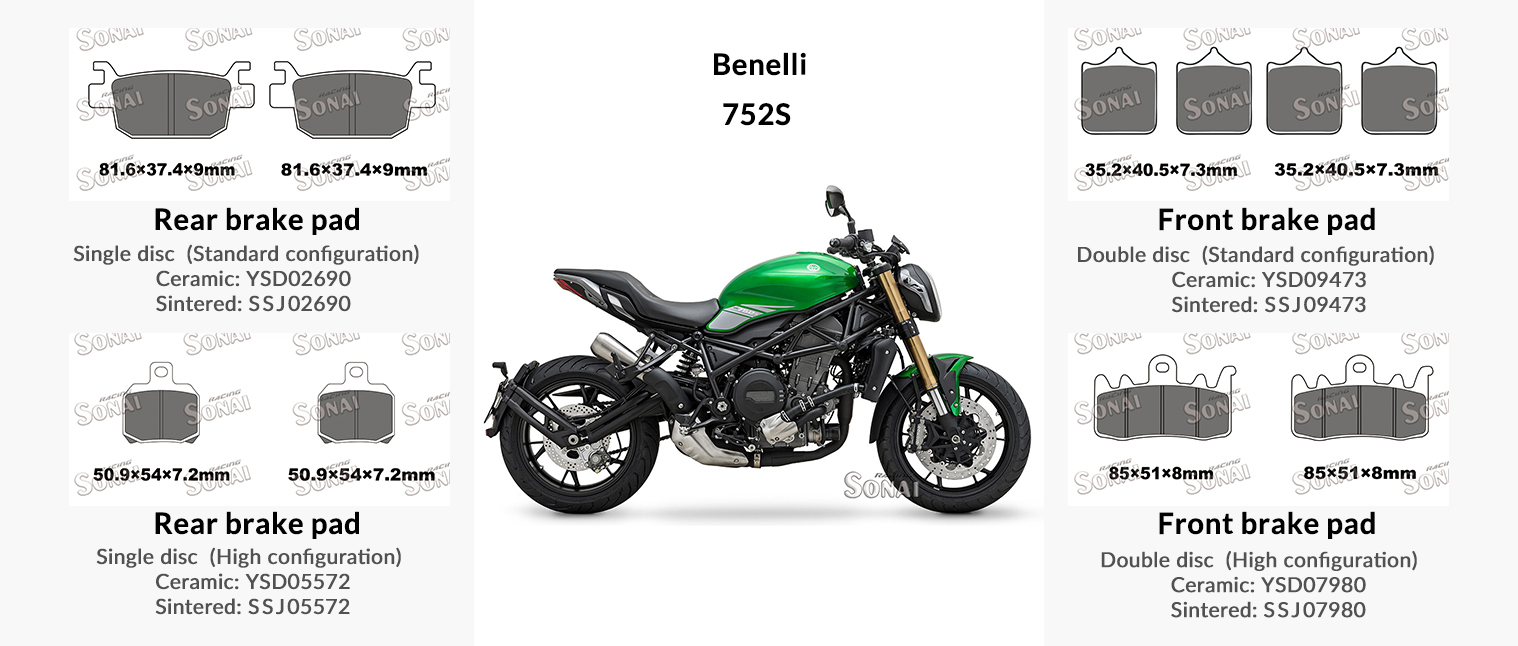 Benelli
752S
SONAI RACING
81.6×37.4×9mm 81.6×37.4×9mm
Rear brake pad
Single disc (Standard configuration)
Ceramic: YSD02690
Sintered: SSJ02690
50.9×54×7.2mm 50.9×54×7.2mm
Rear brake pad
Single disc (High configuration)
Ceramic: YSD05572
Sintered: SSJ05572
35.2×40.5×7.3mm 35.2×40.5×7.3mm
Front brake pad
Double disc (Standard configuration)
Ceramic: YSD09473
Sintered: SSJ09473
85×51×8mm 85×51×8mm
Front brake pad
Double disc (High configuration)
Ceramic: YSD07980
Sintered: SSJ07980